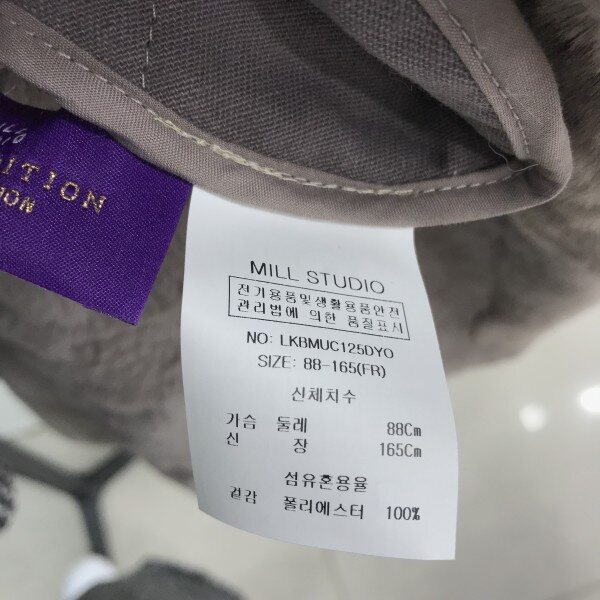 DITION
MILL STUDIO
전기용품및생활용품안전
관리법에 의한 품질표시
NO: LKBMUC125DYO
SIZE: 88-165(FR)
신체치수
가슴 둘레 88Cm
신 장 165Cm
섬유혼용율
겉감 폴리에스터 100%